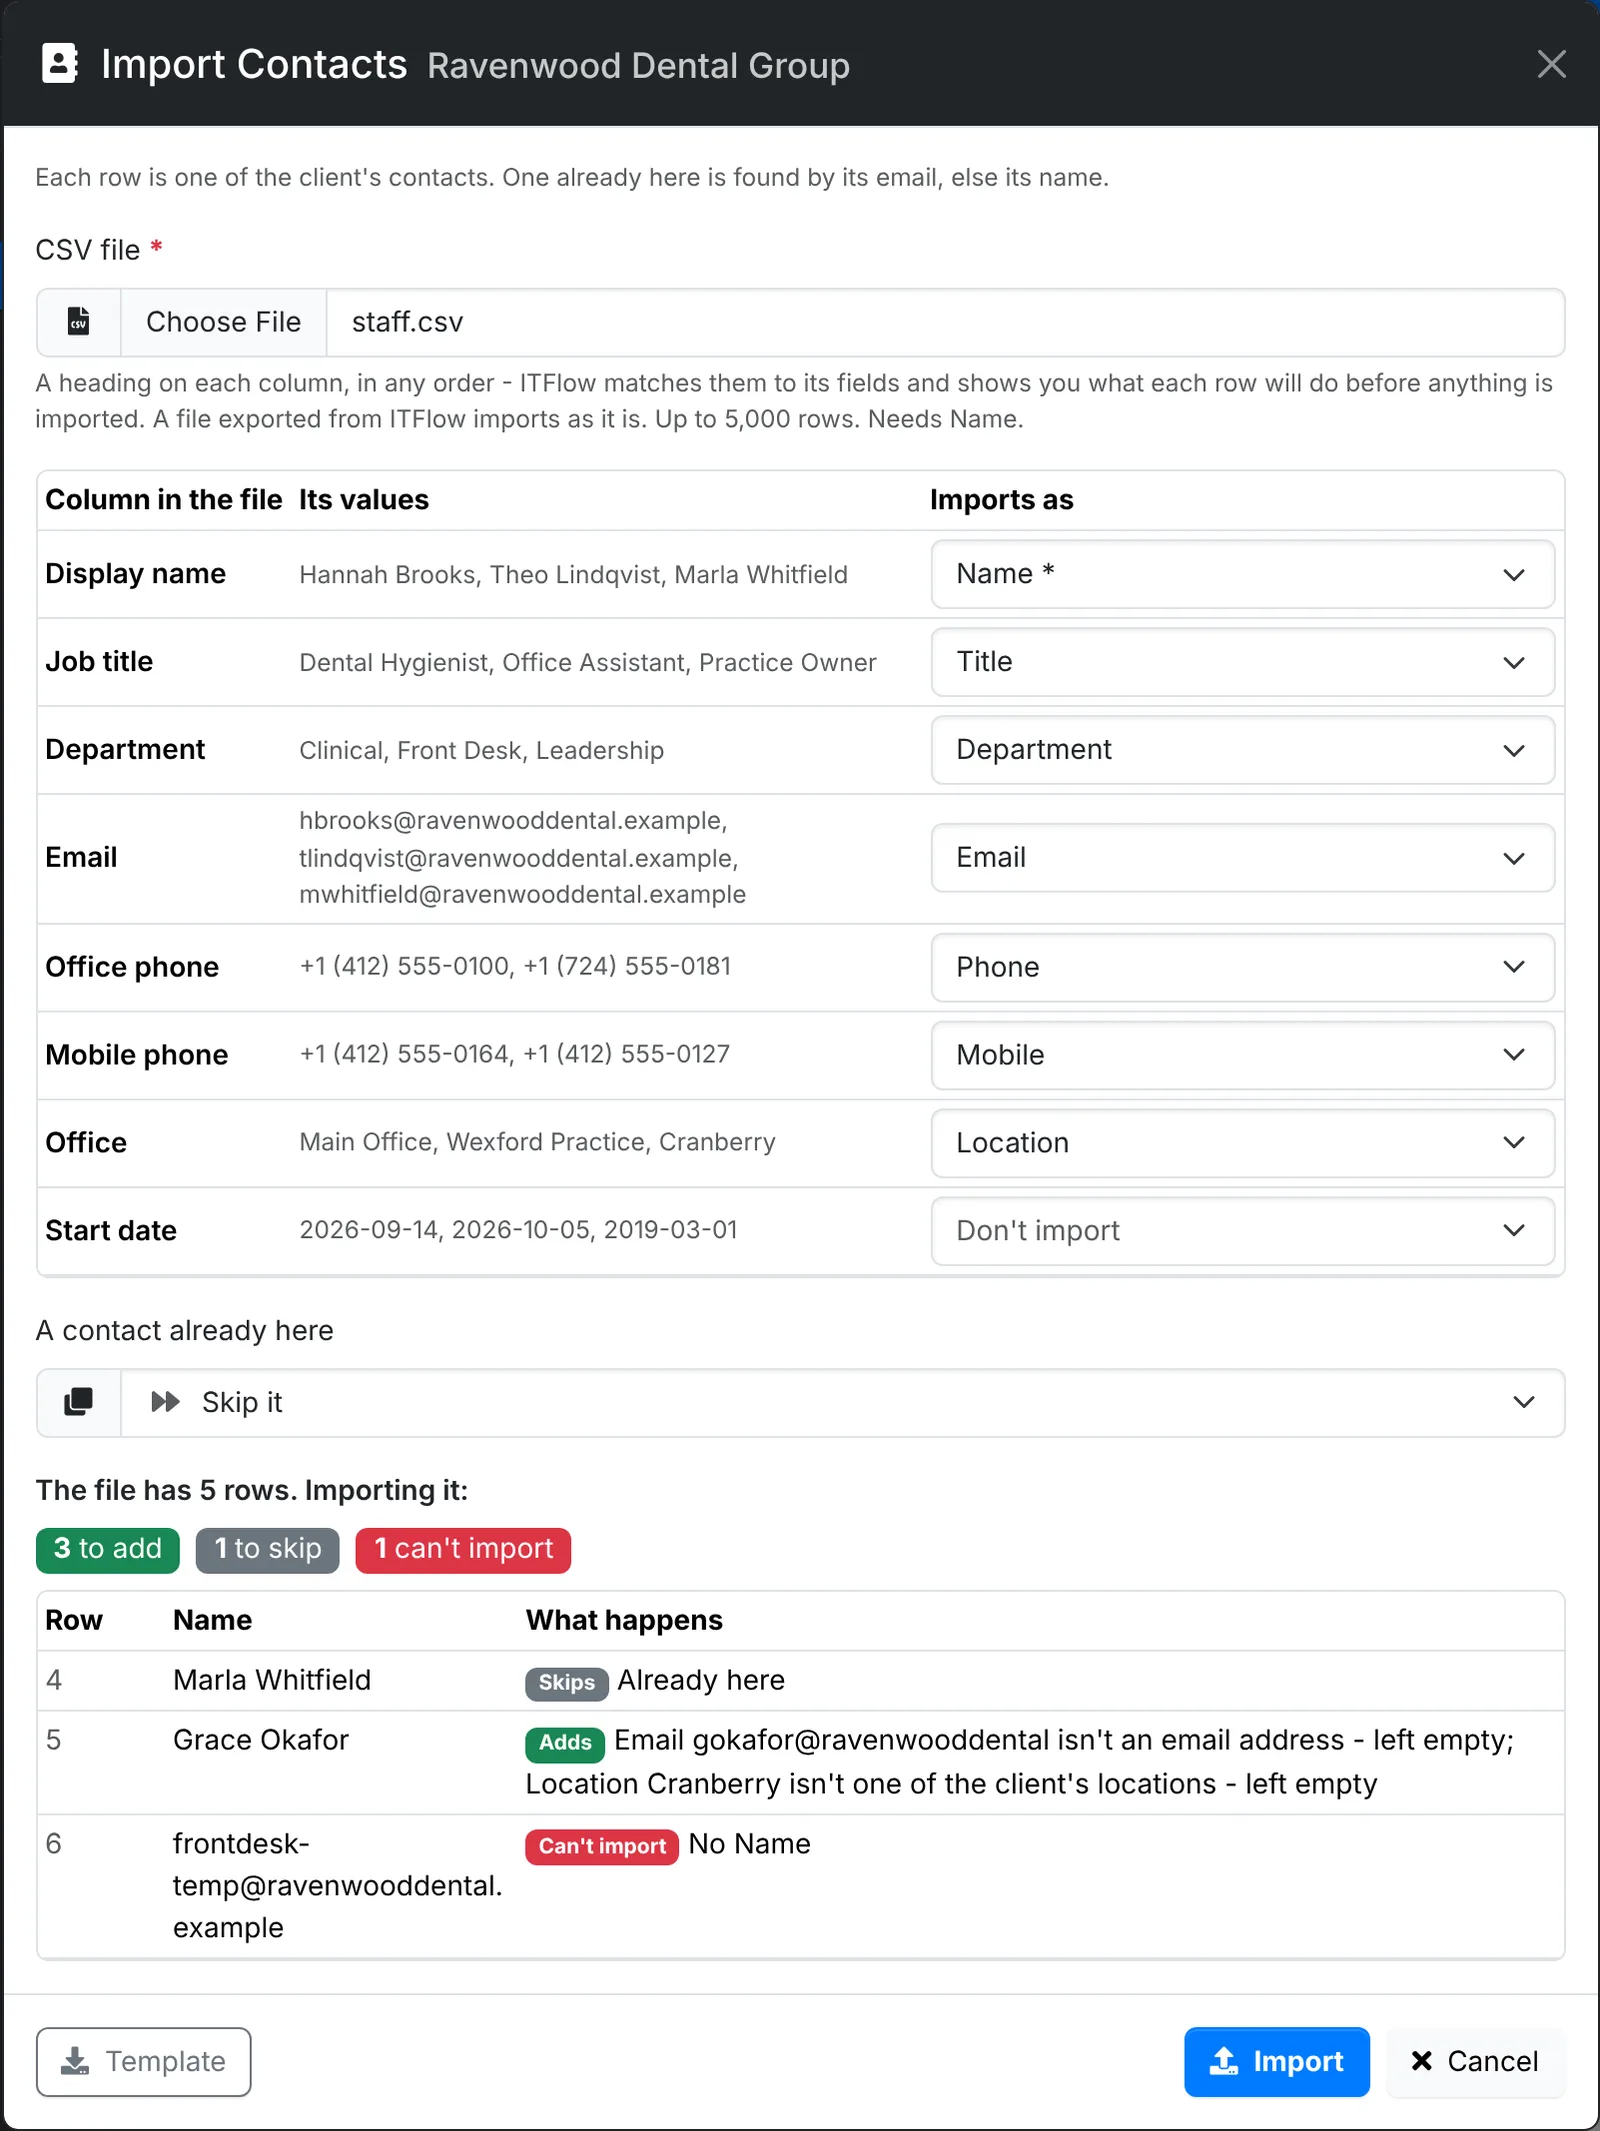 Import Contacts Ravenwood Dental Group
Each row is one of the client's contacts. One already here is found by its email, else its name.
CSV file *
CSV Choose File staff.csv
A heading on each column, in any order - ITFlow matches them to its fields and shows you what each row will do before anything is
imported. A file exported from ITFlow imports as it is. Up to 5,000 rows. Needs Name.
Column in the file Its values Imports as
Display name Hannah Brooks, Theo Lindqvist, Marla Whitfield Name *
Job title Dental Hygienist, Office Assistant, Practice Owner Title
Department Clinical, Front Desk, Leadership Department
Email hbrooks@ravenwooddental.example,
tlindqvist@ravenwooddental.example,
mwhitfield@ravenwooddental.example
Email
Office phone +1 (412) 555-0100, +1 (724) 555-0181 Phone
Mobile phone +1 (412) 555-0164, +1 (412) 555-0127 Mobile
Office Main Office, Wexford Practice, Cranberry Location
Start date 2026-09-14, 2026-10-05, 2019-03-01 Don't import
A contact already here
Skip it
The file has 5 rows. Importing it:
3 to add 1 to skip 1 can't import
Row Name What happens
4 Marla Whitfield Skips Already here
5 Grace Okafor Adds Email gokafor@ravenwooddental isn't an email address - left empty;
Location Cranberry isn't one of the client's locations - left empty
6 frontdesk-
temp@ravenwooddental.
example
Can't import No Name
Template Import Cancel